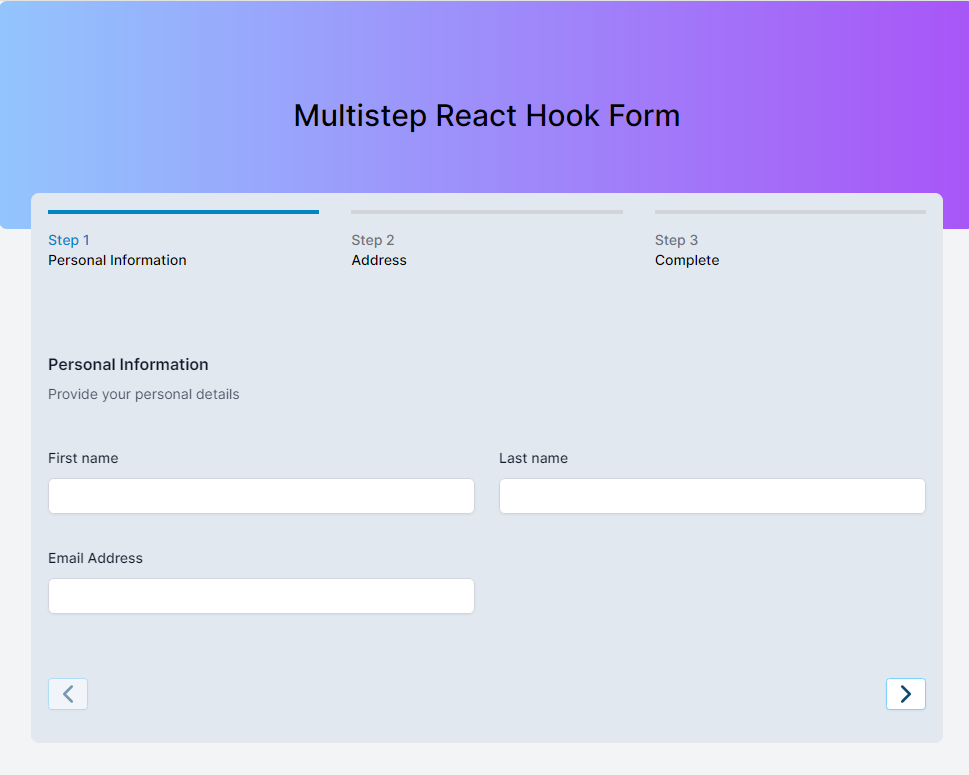 Multistep React Hook Form
Step 1
Personal Information
Step 2
Address
Step 3
Complete
Personal Information
Provide your personal details
First name
Last name
Email Address